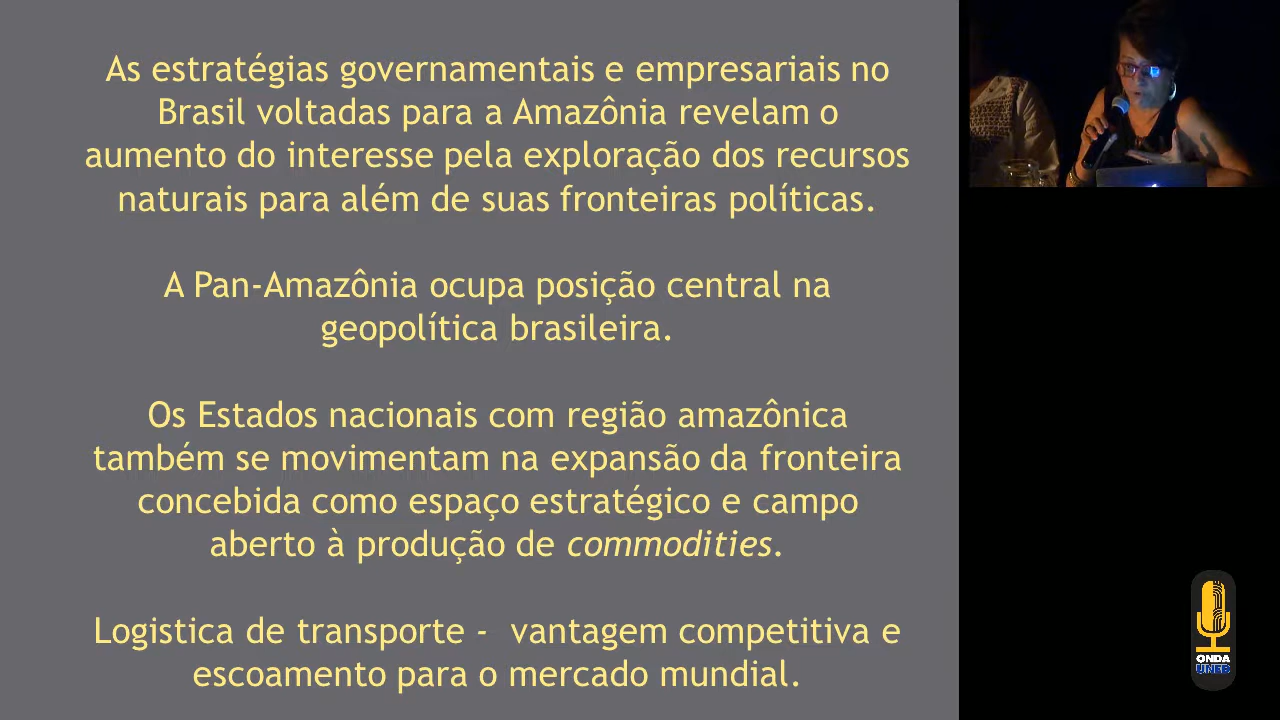 As estratégias governamentais e empresariais no
Brasil voltadas para a Amazônia revelam o
aumento do interesse pela exploração dos recursos
naturais para além de suas fronteiras políticas.
A Pan-Amazônia ocupa posição central na
geopolítica brasileira.
Os Estados nacionais com região amazônica
também se movimentam na expansão da fronteira
concebida como espaço estratégico e campo
aberto à produção de commodities.
Logistica de transporte -  vantagem competitiva e
escoamento para o mercado mundial.
ONDA
UNEB